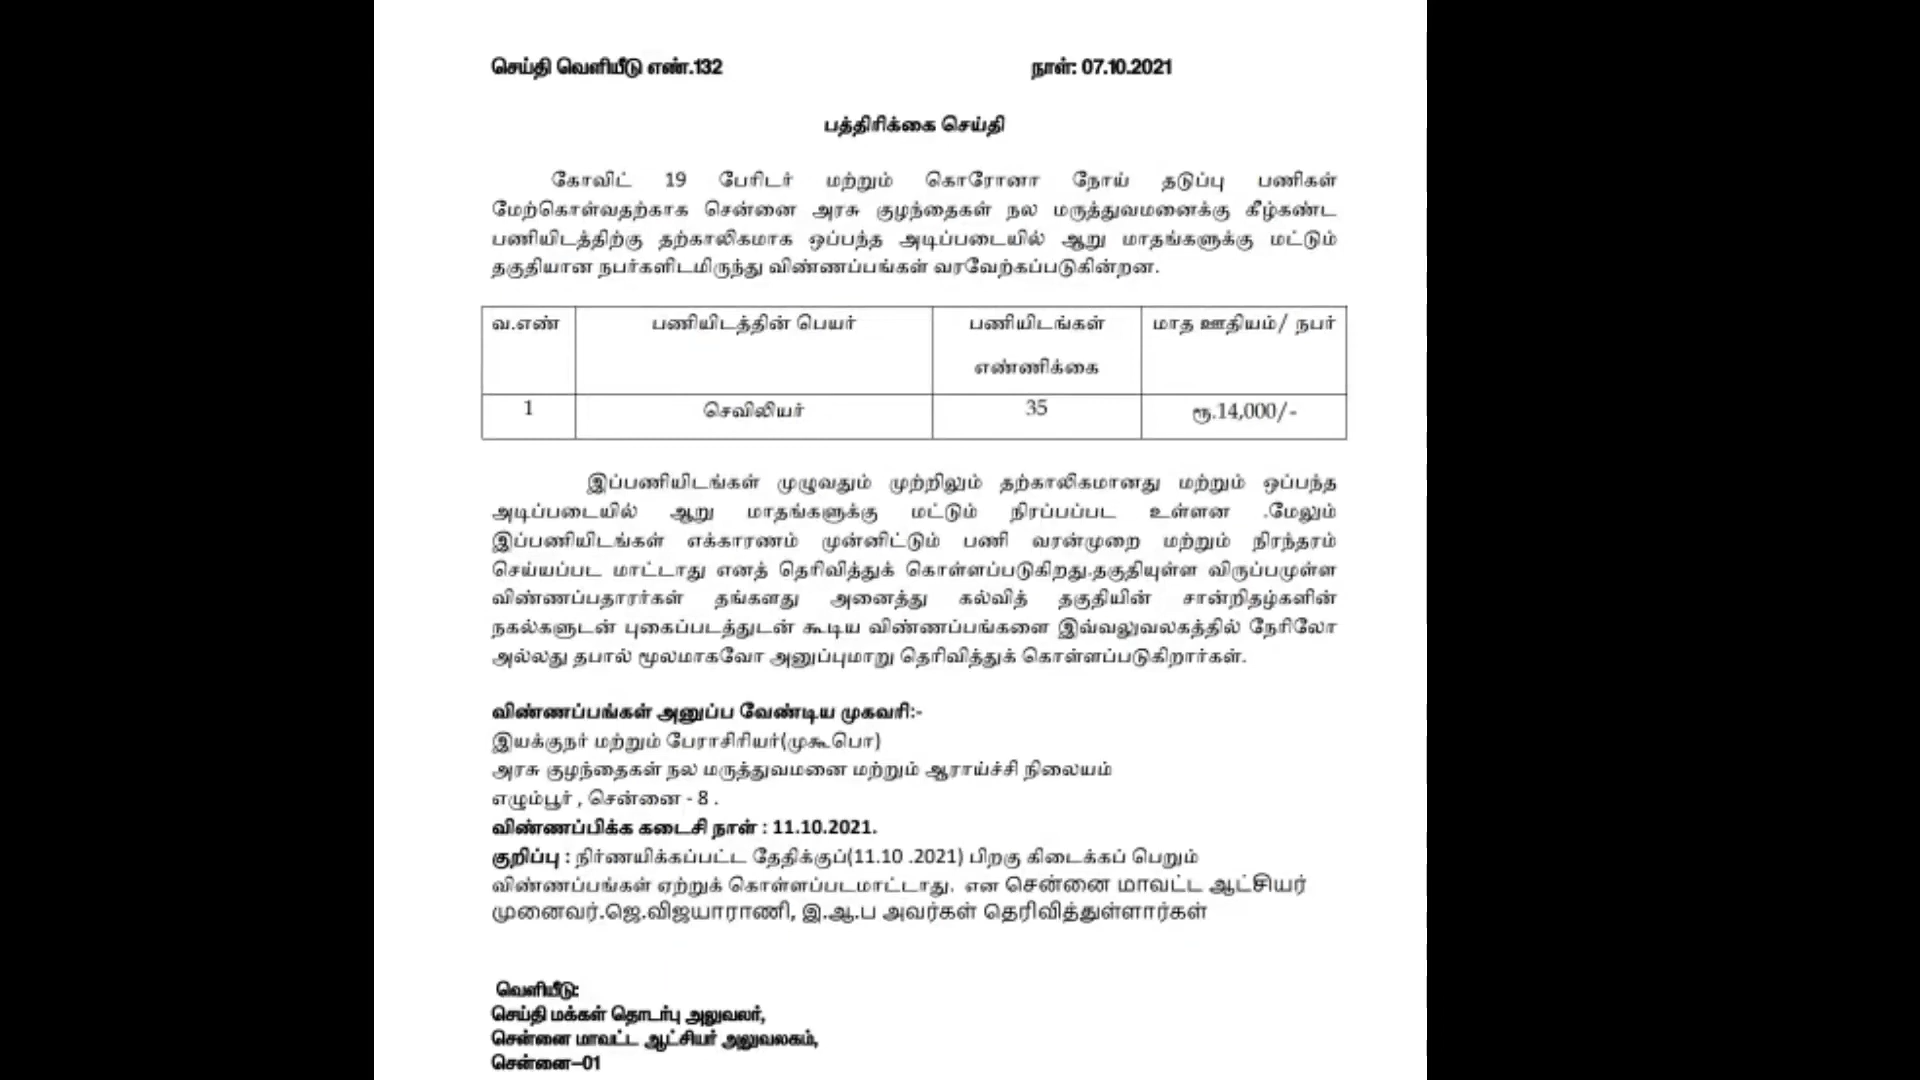 செய்தி வெளியீடு எண்.132 நாள்: 07.10.2021
பத்திரிக்கை செய்தி
கோவிட் 19 பேரிடர் மற்றும் கொரோனா நோய் தடுப்பு பணிகள்
மேற்கொள்வதற்காக சென்னை அரசு குழந்தைகள் நல மருத்துவமனைக்கு கீழ்கண்ட
பணியிடத்திற்கு தற்காலிகமாக ஒப்பந்த அடிப்படையில் ஆறு மாதங்களுக்கு மட்டும்
தகுதியான நபர்களிடமிருந்து விண்ணப்பங்கள் வரவேற்கப்படுகின்றன.
வ.எண் பணியிடத்தின் பெயர் பணியிடங்கள் மாத ஊதியம்/ நபர்
எண்ணிக்கை
1 செவிலியர் 35 ரூ.14,000/-
இப்பணியிடங்கள் முழுவதும் முற்றிலும் தற்காலிகமானது மற்றும் ஒப்பந்த
அடிப்படையில் ஆறு மாதங்களுக்கு மட்டும் நிரப்பப்பட உள்ளன .மேலும்
இப்பணியிடங்கள் எக்காரணம் முன்னிட்டும் பணி வரன்முறை மற்றும் நிரந்தரம்
செய்யப்பட மாட்டாது எனத் தெரிவித்துக் கொள்ளப்படுகிறது.தகுதியுள்ள விருப்பமுள்ள
விண்ணப்பதாரர்கள் தங்களது அனைத்து கல்வித் தகுதியின் சான்றிதழ்களின்
நகல்களுடன் புகைப்படத்துடன் கூடிய விண்ணப்பங்களை இவ்வலுவலகத்தில் நேரிலோ
அல்லது தபால் மூலமாகவோ அனுப்புமாறு தெரிவித்துக் கொள்ளப்படுகிறார்கள்.
விண்ணப்பங்கள் அனுப்ப வேண்டிய முகவரி:-
இயக்குநர் மற்றும் பேராசிரியர்(முகூபொ)
அரசு குழந்தைகள் நல மருத்துவமனை மற்றும் ஆராய்ச்சி நிலையம்
எழும்பூர் , சென்னை - 8 .
விண்ணப்பிக்க கடைசி நாள் : 11.10.2021.
குறிப்பு : நிர்ணயிக்கப்பட்ட தேதிக்குப்(11.10 .2021) பிறகு கிடைக்கப் பெறும்
விண்ணப்பங்கள் ஏற்றுக் கொள்ளப்படமாட்டாது. என சென்னை மாவட்ட ஆட்சியர்
முனைவர்.ஜெ.விஜயாராணி, இ.ஆ.ப அவர்கள் தெரிவித்துள்ளார்கள்
வெளியீடு:
செய்தி மக்கள் தொடர்பு அலுவலர்,
சென்னை மாவட்ட ஆட்சியர் அலுவலகம்,
சென்னை–01